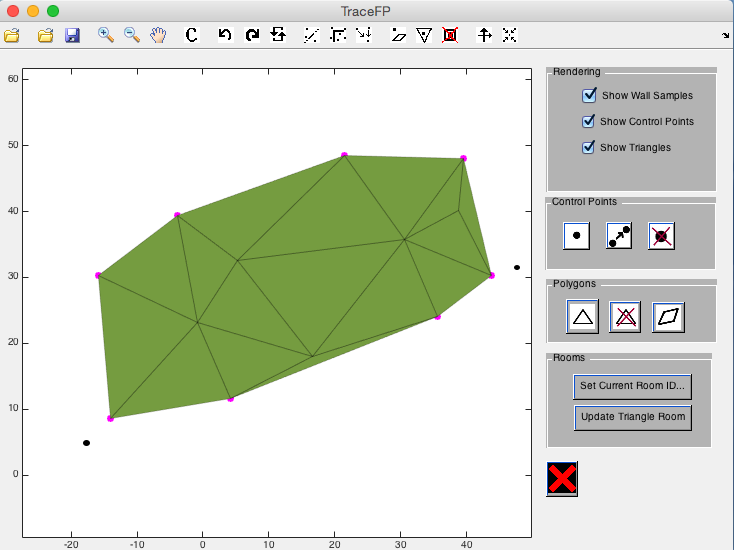 TraceFP
C
Rendering
60
Show Wall Samples
Show Control Points
50
Show Triangles
Control Points
40
30
Polygons
20
Rooms
Set Current Room ID...
10
Update Triangle Room
0
-20 -10 0 10 20 30 40